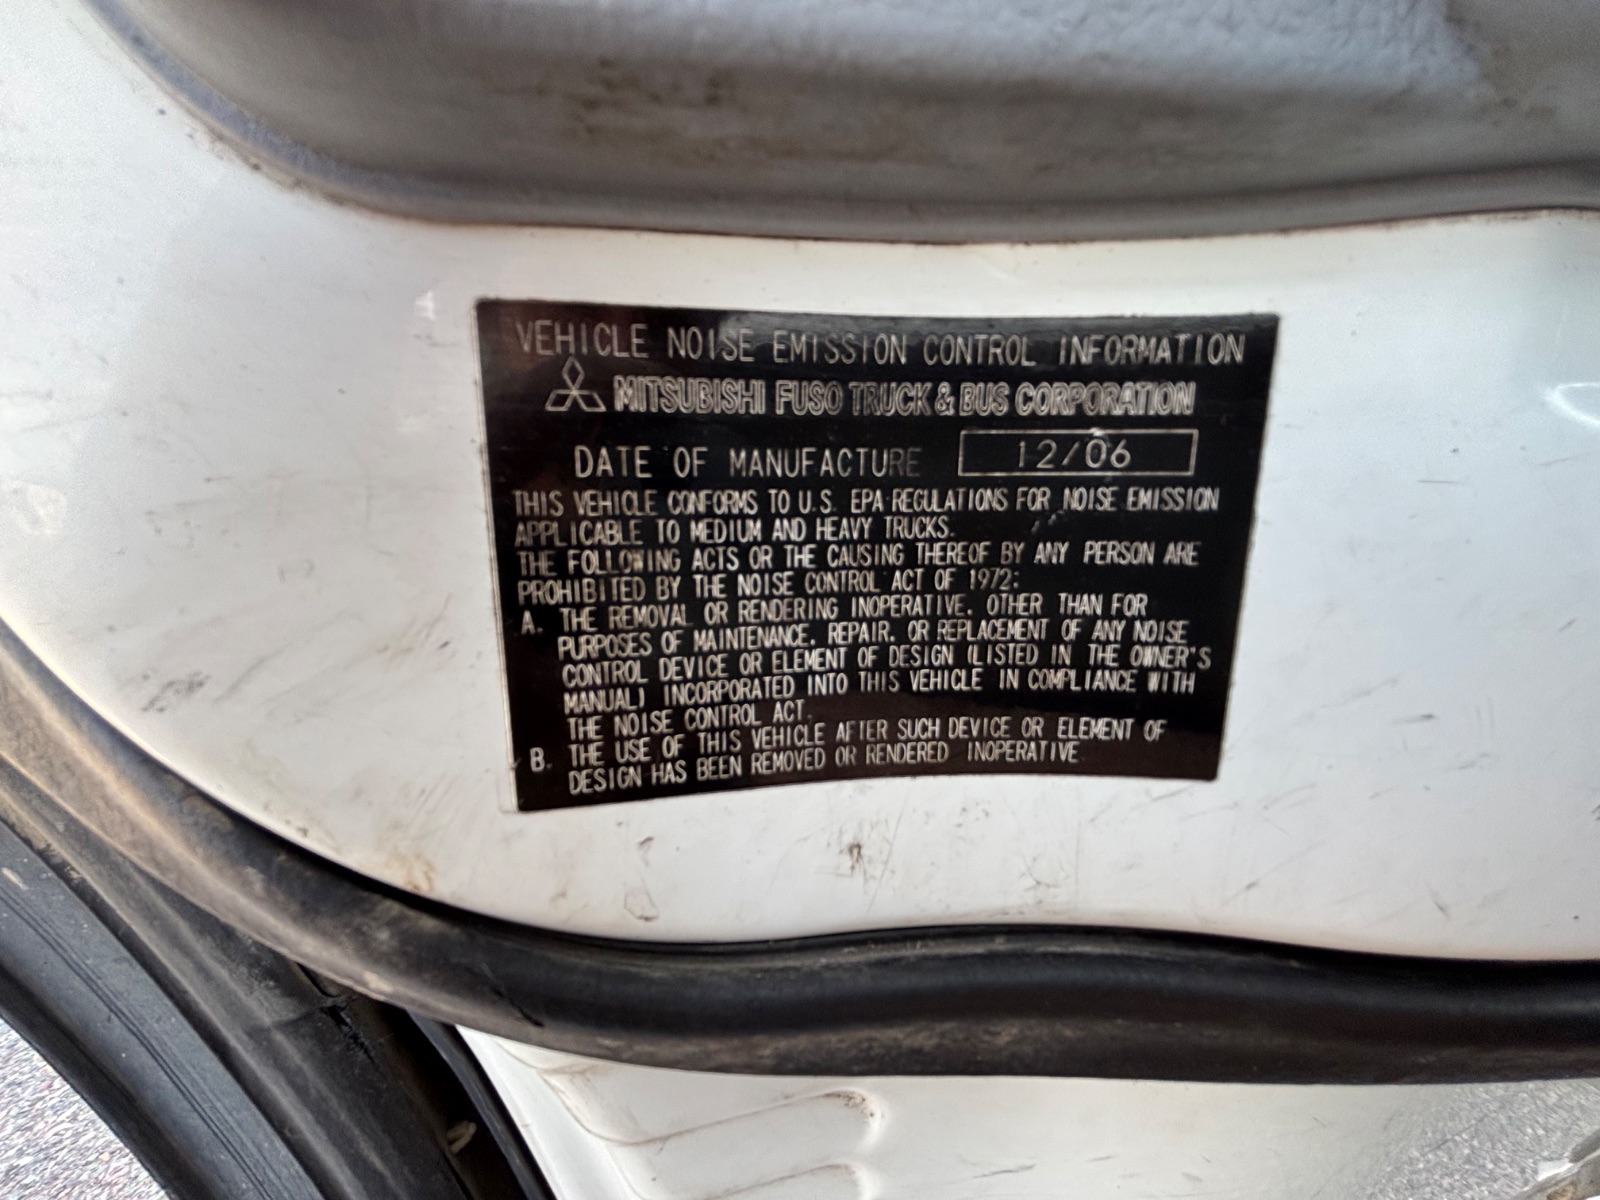 VEHICLE NOISE EMISSION CONTROL INFORMATION
MITSUBISHI FUSO TRUCK & BUS CORPORATION
DATE OF MANUFACTURE 12/06
THIS VEHICLE CONFORMS TO U.S. EPA REGULATIONS FOR NOISE EMISSION
APPLICABLE TO MEDIUM AND HEAVY TRUCKS.
THE FOLLOWING ACTS OR THE CAUSING THEREOF BY ANY PERSON ARE
PROHIBITED BY THE NOISE CONTROL ACT OF 1972:
A. THE REMOVAL OR RENDERING INOPERATIVE, OTHER THAN FOR
PURPOSES OF MAINTENANCE, REPAIR, OR REPLACEMENT OF ANY NOISE
CONTROL DEVICE OR ELEMENT OF DESIGN (LISTED IN THE OWNER'S
MANUAL) INCORPORATED INTO THIS VEHICLE IN COMPLIANCE WITH
THE NOISE CONTROL ACT.
B. THE USE OF THIS VEHICLE AFTER SUCH DEVICE OR ELEMENT OF
DESIGN HAS BEEN REMOVED OR RENDERED INOPERATIVE